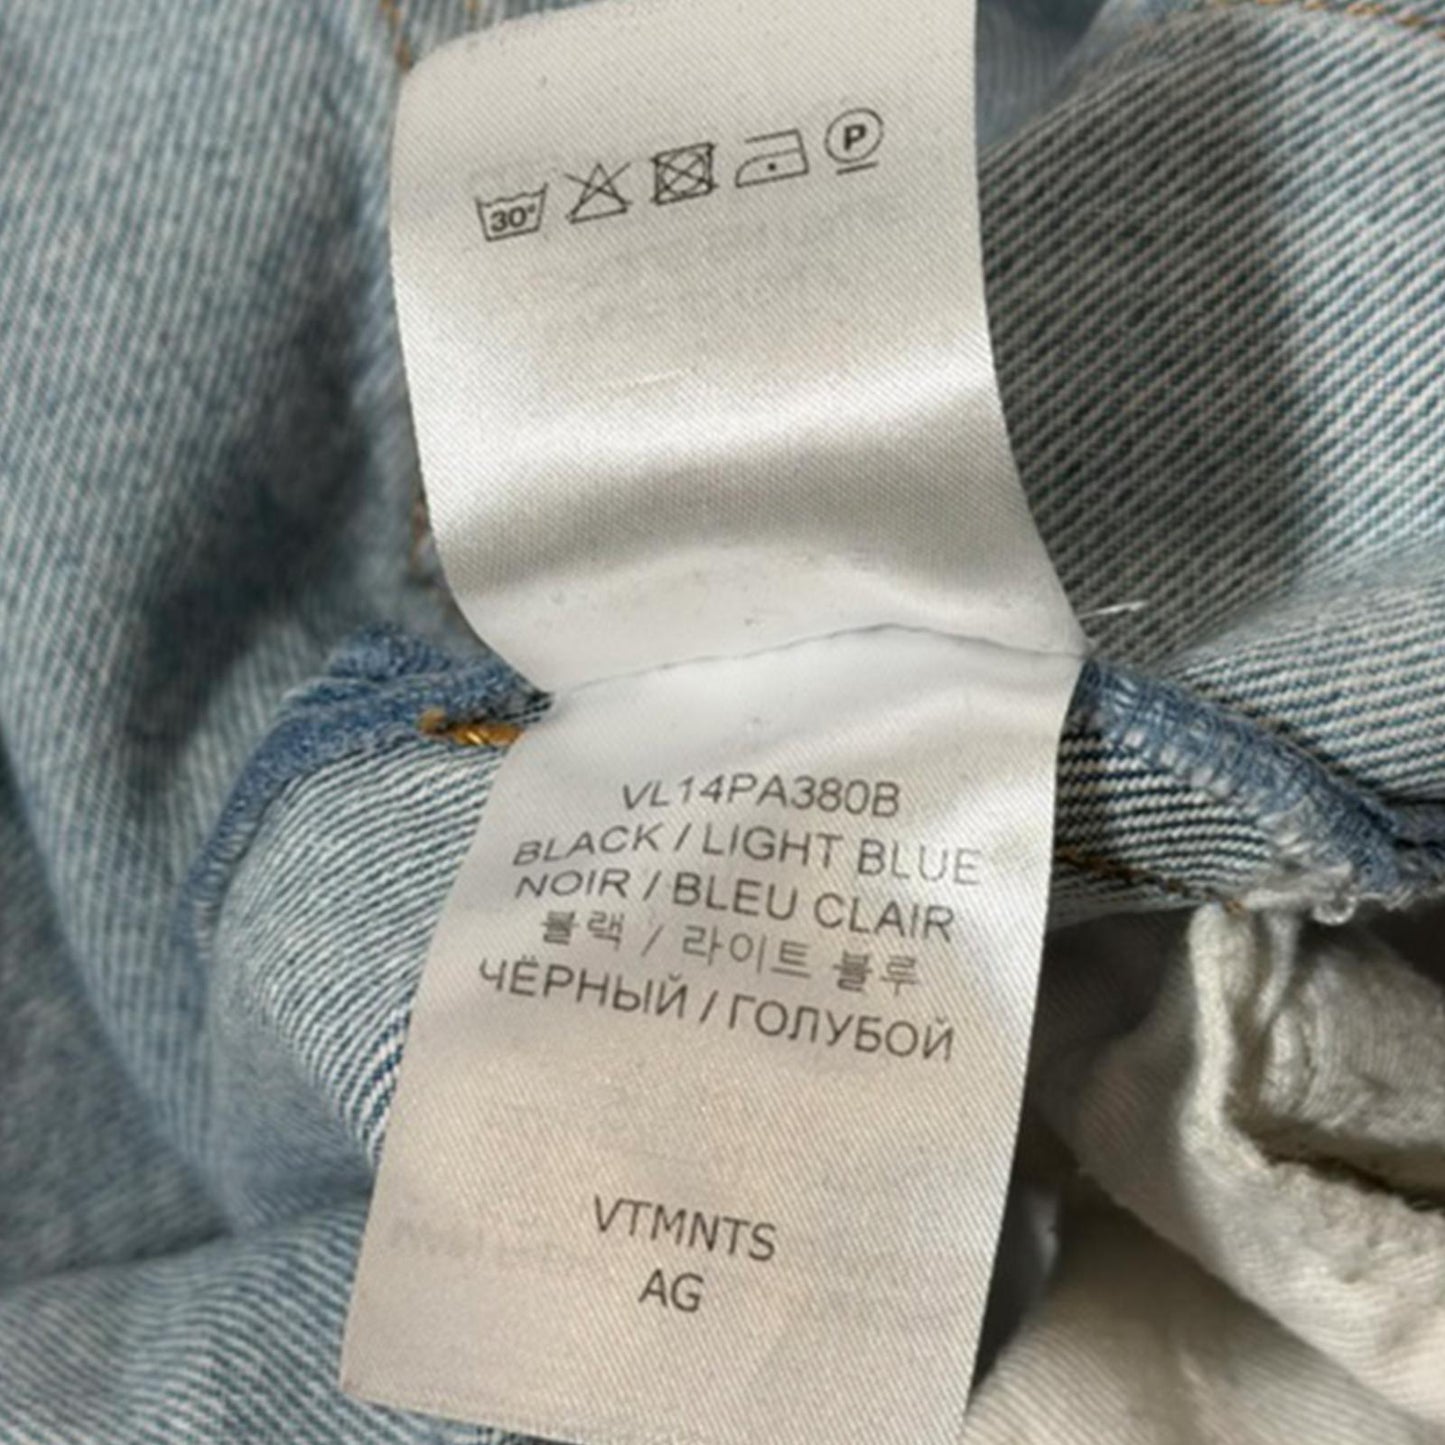 30°
P
VL14PA380B
BLACK / LIGHT BLUE
NOIR / BLEU CLAIR
블랙 / 라이트 블루
ЧЁРНЫЙ / ГОЛУБОЙ
VTMNTS
AG